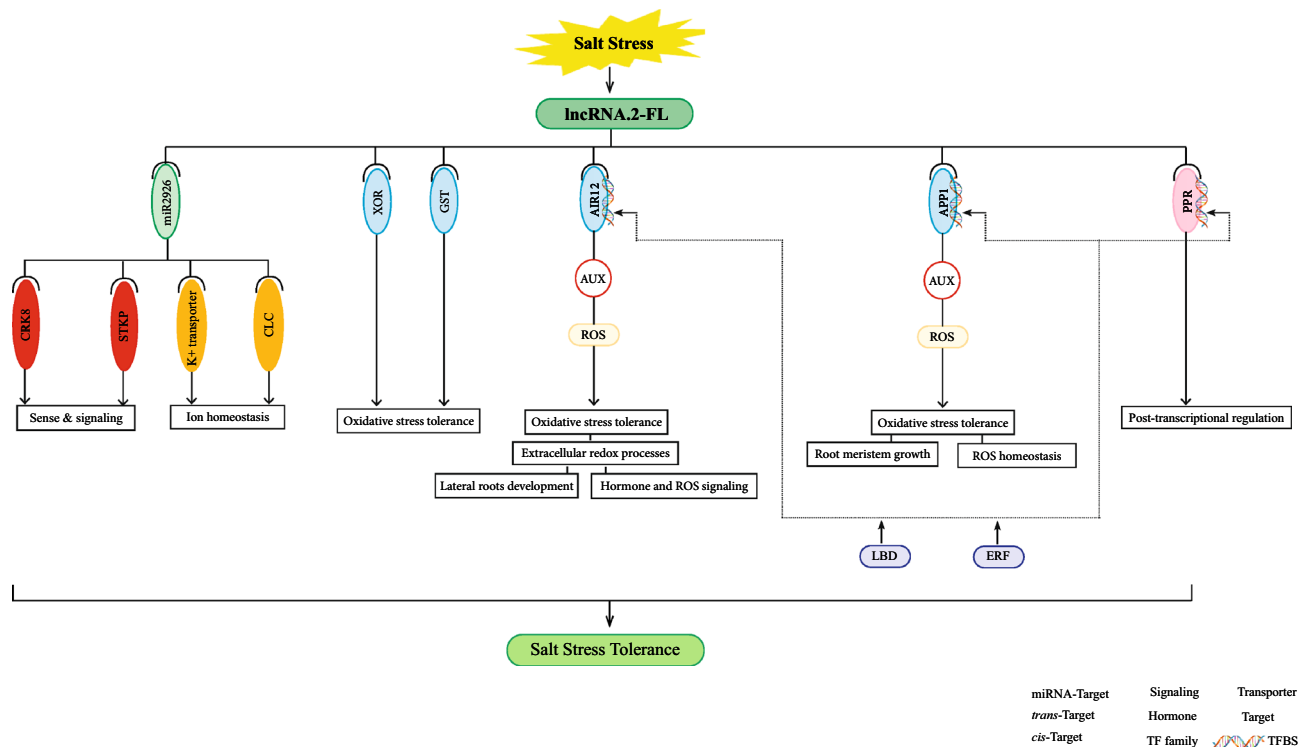 Salt Stress
lncRNA.2-FL
miR2926
XOR
GST
AIR12
APP1
PPR
CRK8
STKP
K+ transporter
CLC
AUX
AUX
ROS
ROS
Sense & signaling
Ion homeostasis
Oxidative stress tolerance
Oxidative stress tolerance
Extracellular redox processes
Lateral roots development
Hormone and ROS signaling
Oxidative stress tolerance
Root meristem growth
ROS homeostasis
Post-transcriptional regulation
LBD
ERF
Salt Stress Tolerance
miRNA-Target Signaling Transporter
trans-Target Hormone Target
cis-Target TF family TFBS